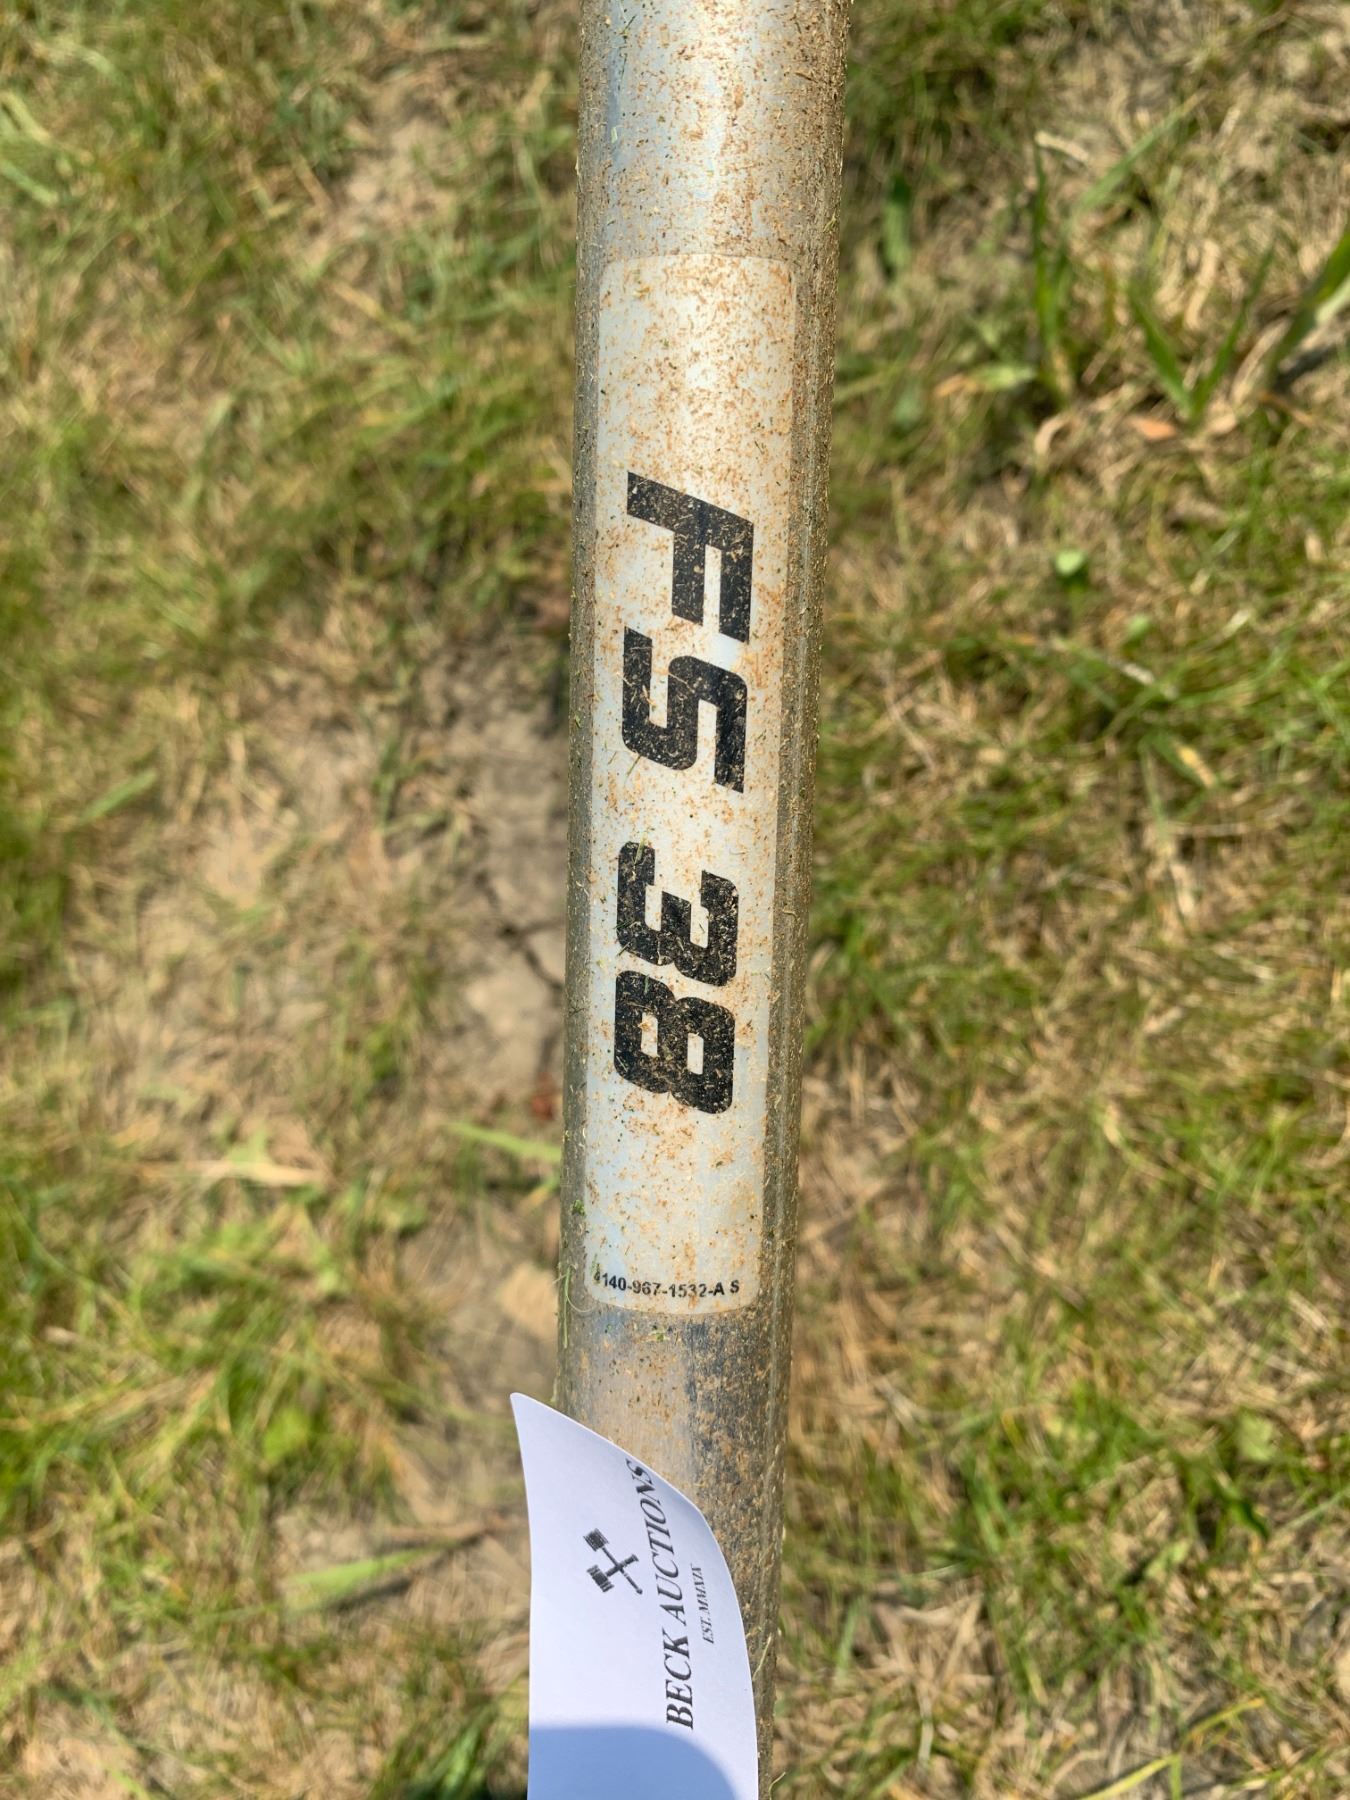 FS 38
4140-967-1532-A S
BECK AUCTIONS
EST. MMXIX